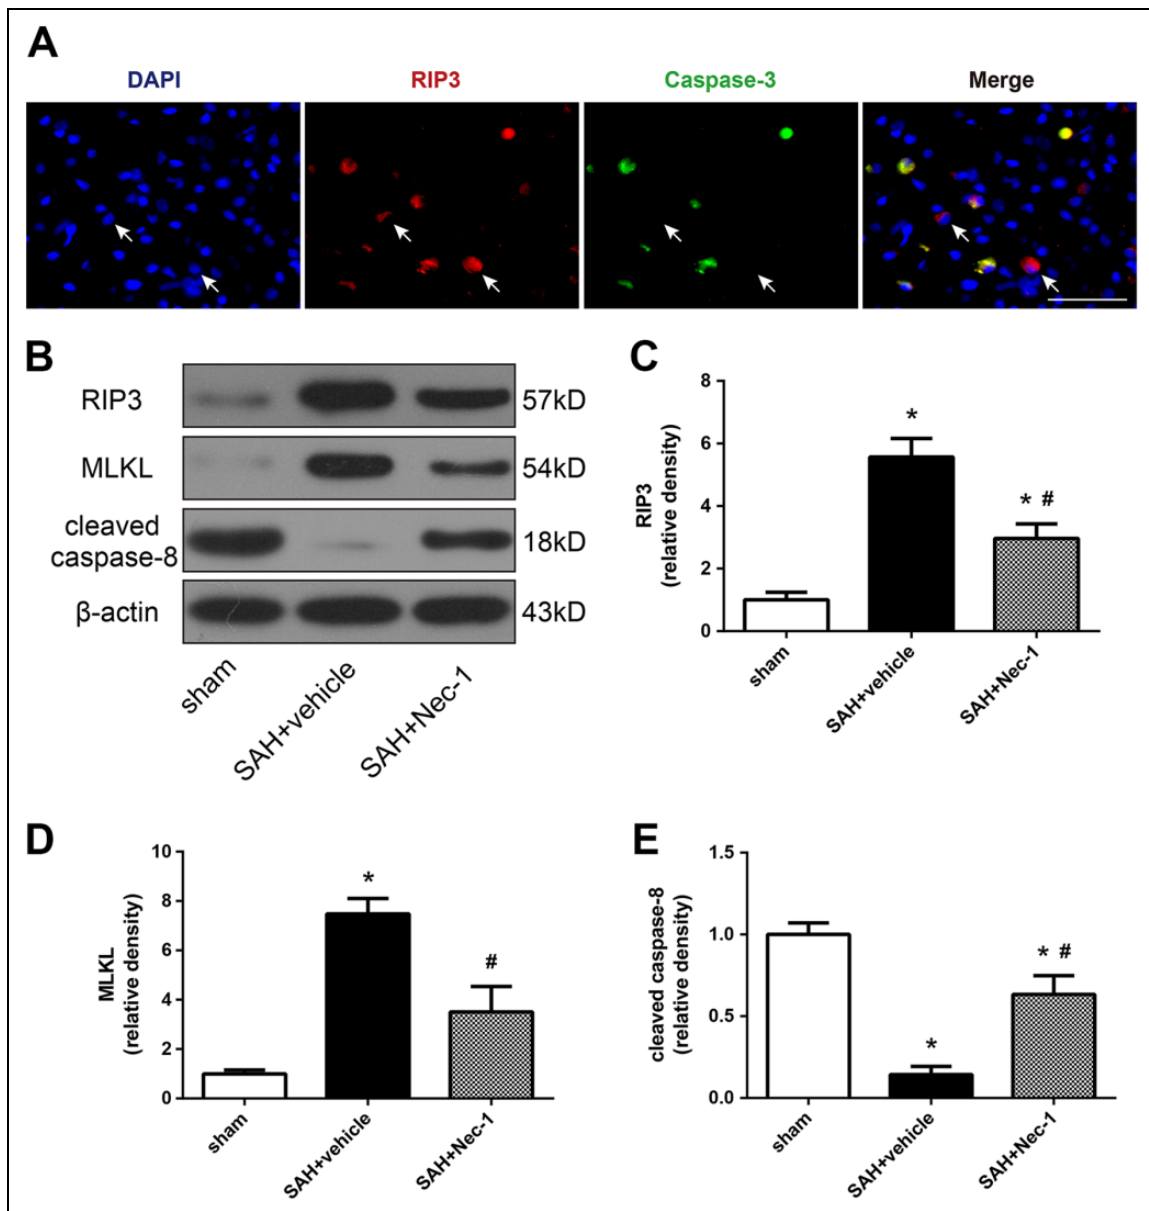 A
DAPI
RIP3
Caspase-3
Merge
B
RIP3
57kD
MLKL
54kD
cleaved
caspase-8
18kD
β-actin
43kD
sham
SAH+vehicle
SAH+Nec-1
C
RIP3
(relative density)
8
6
4
2
0
*
* #
sham
SAH+vehicle
SAH+Nec-1
D
MLKL
(relative density)
10
8
6
4
2
0
*
#
sham
SAH+vehicle
SAH+Nec-1
E
cleaved caspase-8
(relative density)
1.5
1.0
0.5
0.0
*
* #
sham
SAH+vehicle
SAH+Nec-1